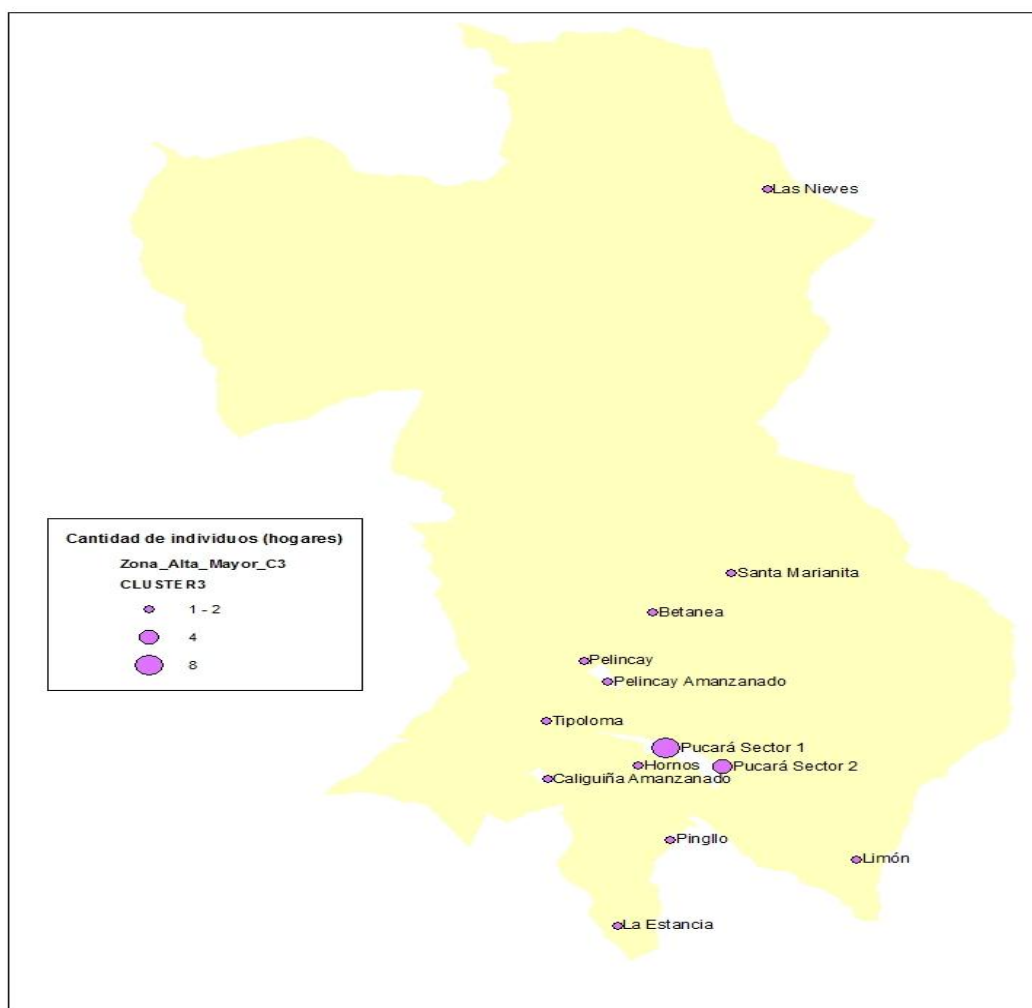 Las Nieves
Cantidad de individuos (hogares)
Zona_Alta_Mayor_C3
CLUSTER3
1 - 2
4
8
Santa Marianita
Betanea
Pelincay
Pelincay Amanzanado
Tipoloma
Pucará Sector 1
Hornos
Pucará Sector 2
Caliguiña Amanzanado
Pingllo
Limón
La Estancia